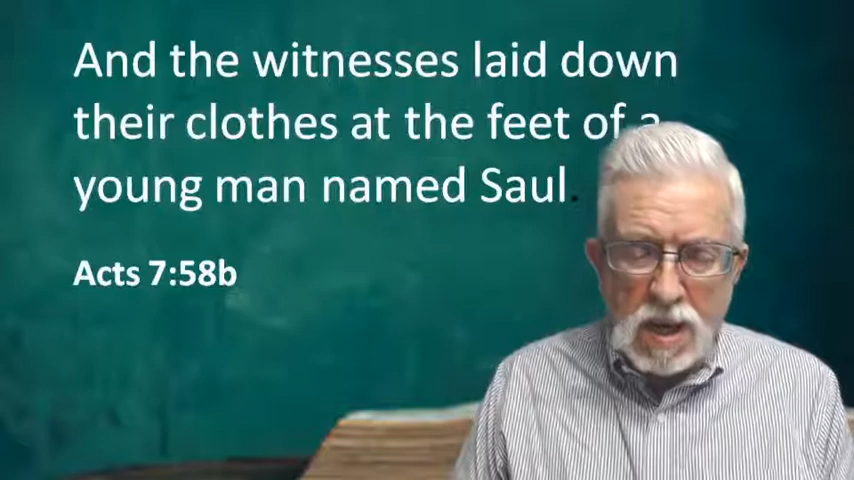 And the witnesses laid down
their clothes at the feet of a
young man named Saul.
Acts 7:58b